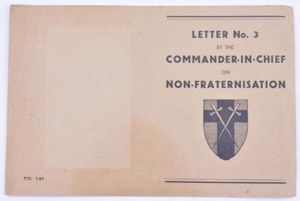 LETTER No. 3
BY THE
COMMANDER-IN-CHIEF
ON
NON-FRATERNISATION